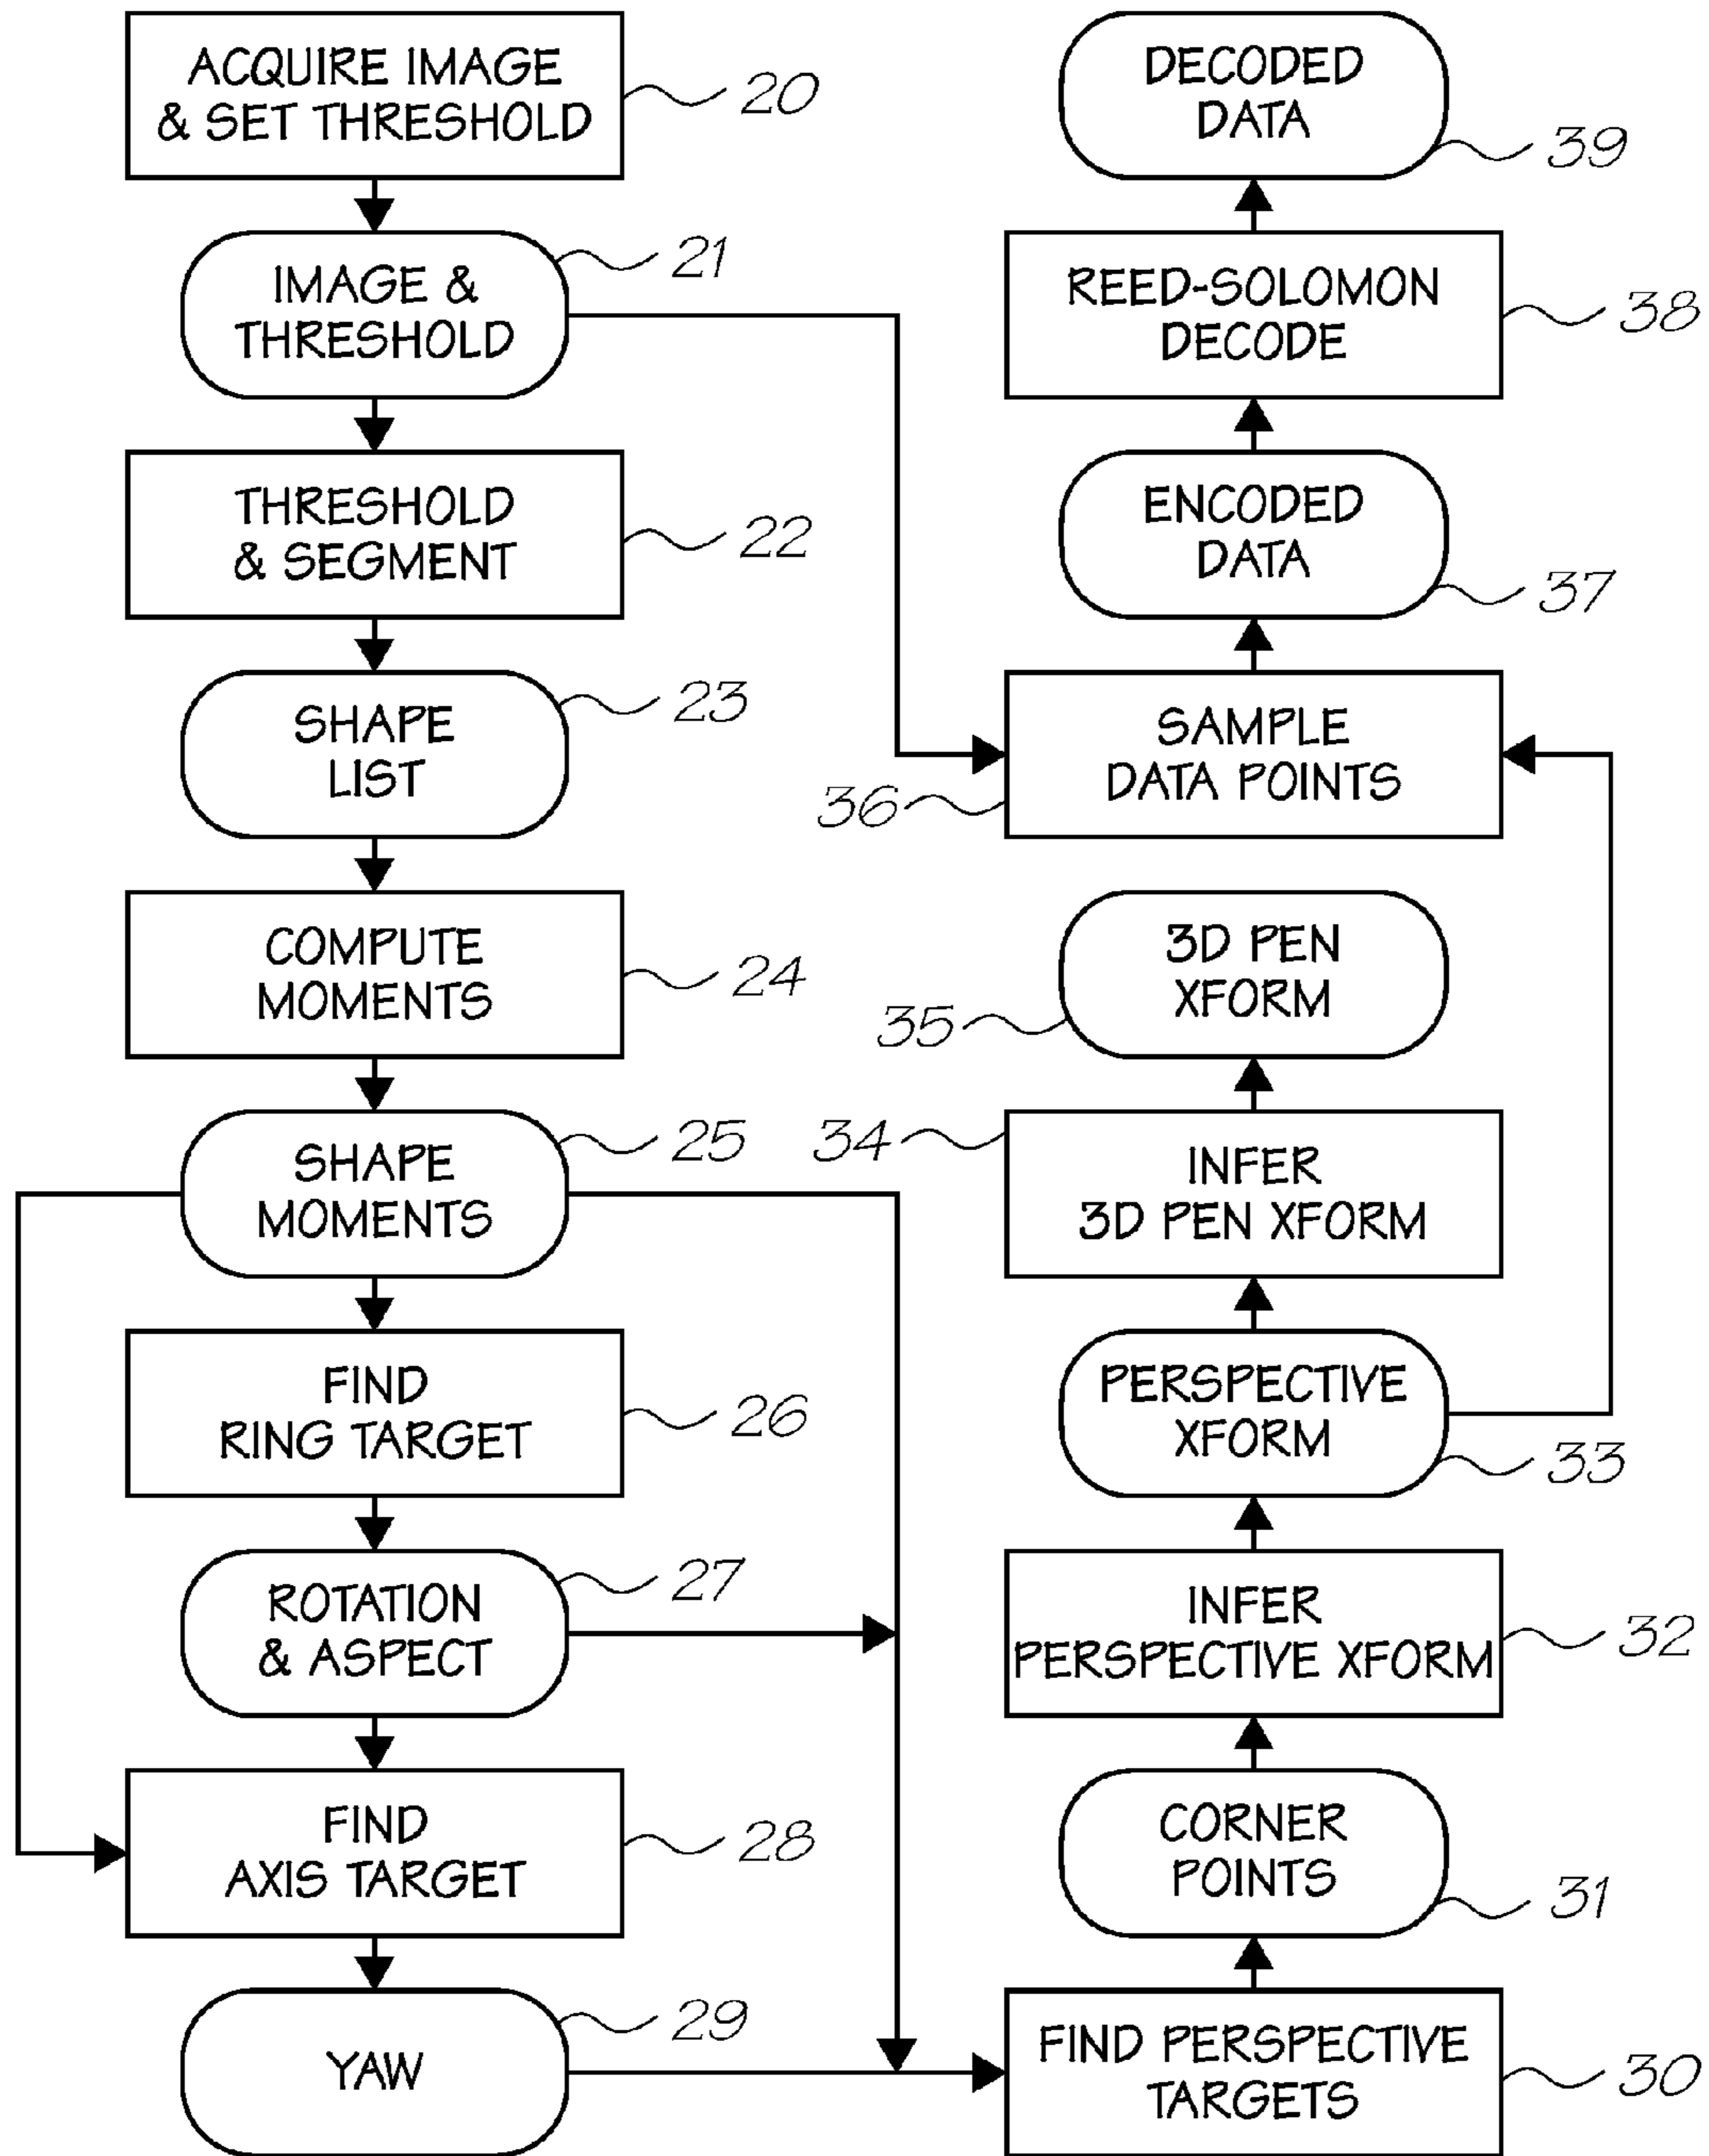 ACQUIRE IMAGE
& SET THRESHOLD
20
IMAGE &
THRESHOLD
21
THRESHOLD
& SEGMENT
22
SHAPE
LIST
23
COMPUTE
MOMENTS
24
SHAPE
MOMENTS
25
FIND
RING TARGET
26
ROTATION
& ASPECT
27
FIND
AXIS TARGET
28
YAW
29
DECODED
DATA
39
REED-SOLOMON
DECODE
38
ENCODED
DATA
37
SAMPLE
DATA POINTS
36
3D PEN
XFORM
35
INFER
3D PEN XFORM
34
PERSPECTIVE
XFORM
33
INFER
PERSPECTIVE XFORM
32
CORNER
POINTS
31
FIND PERSPECTIVE
TARGETS
30